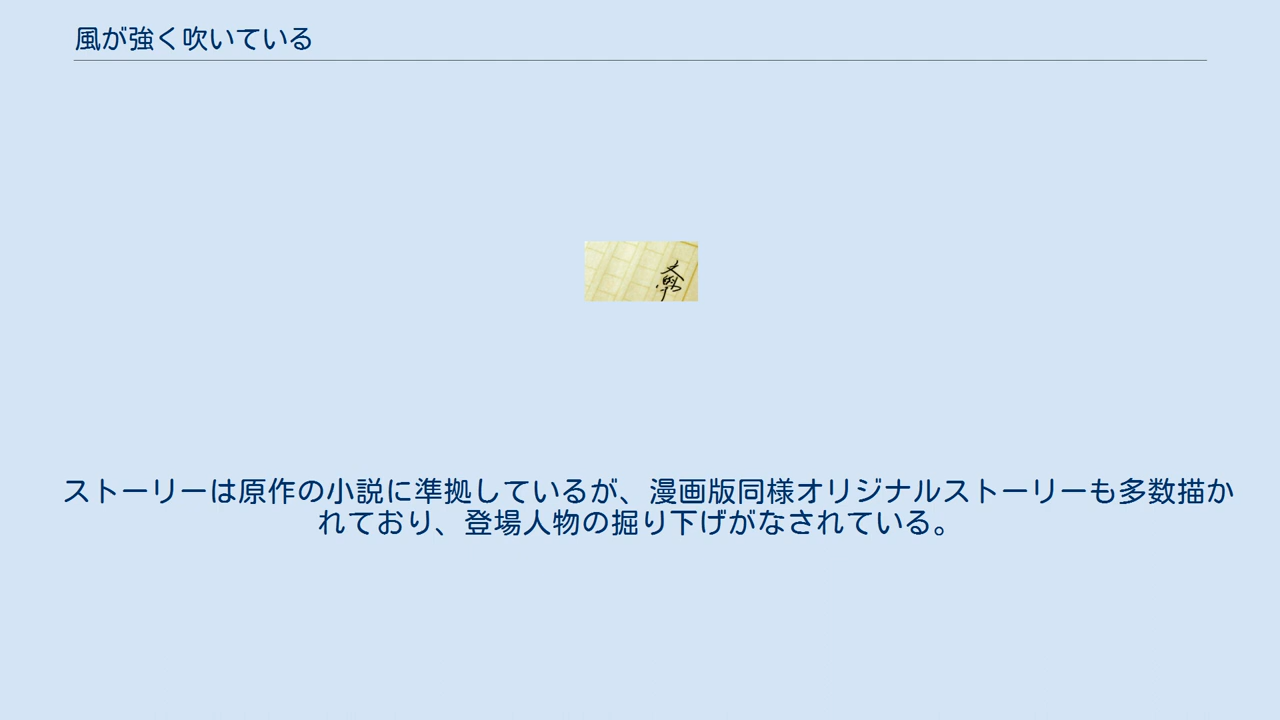 風が強く吹いている
ストーリーは原作の小説に準拠しているが、漫画版同様オリジナルストーリーも多数描か
れており、登場人物の掘り下げがなされている。